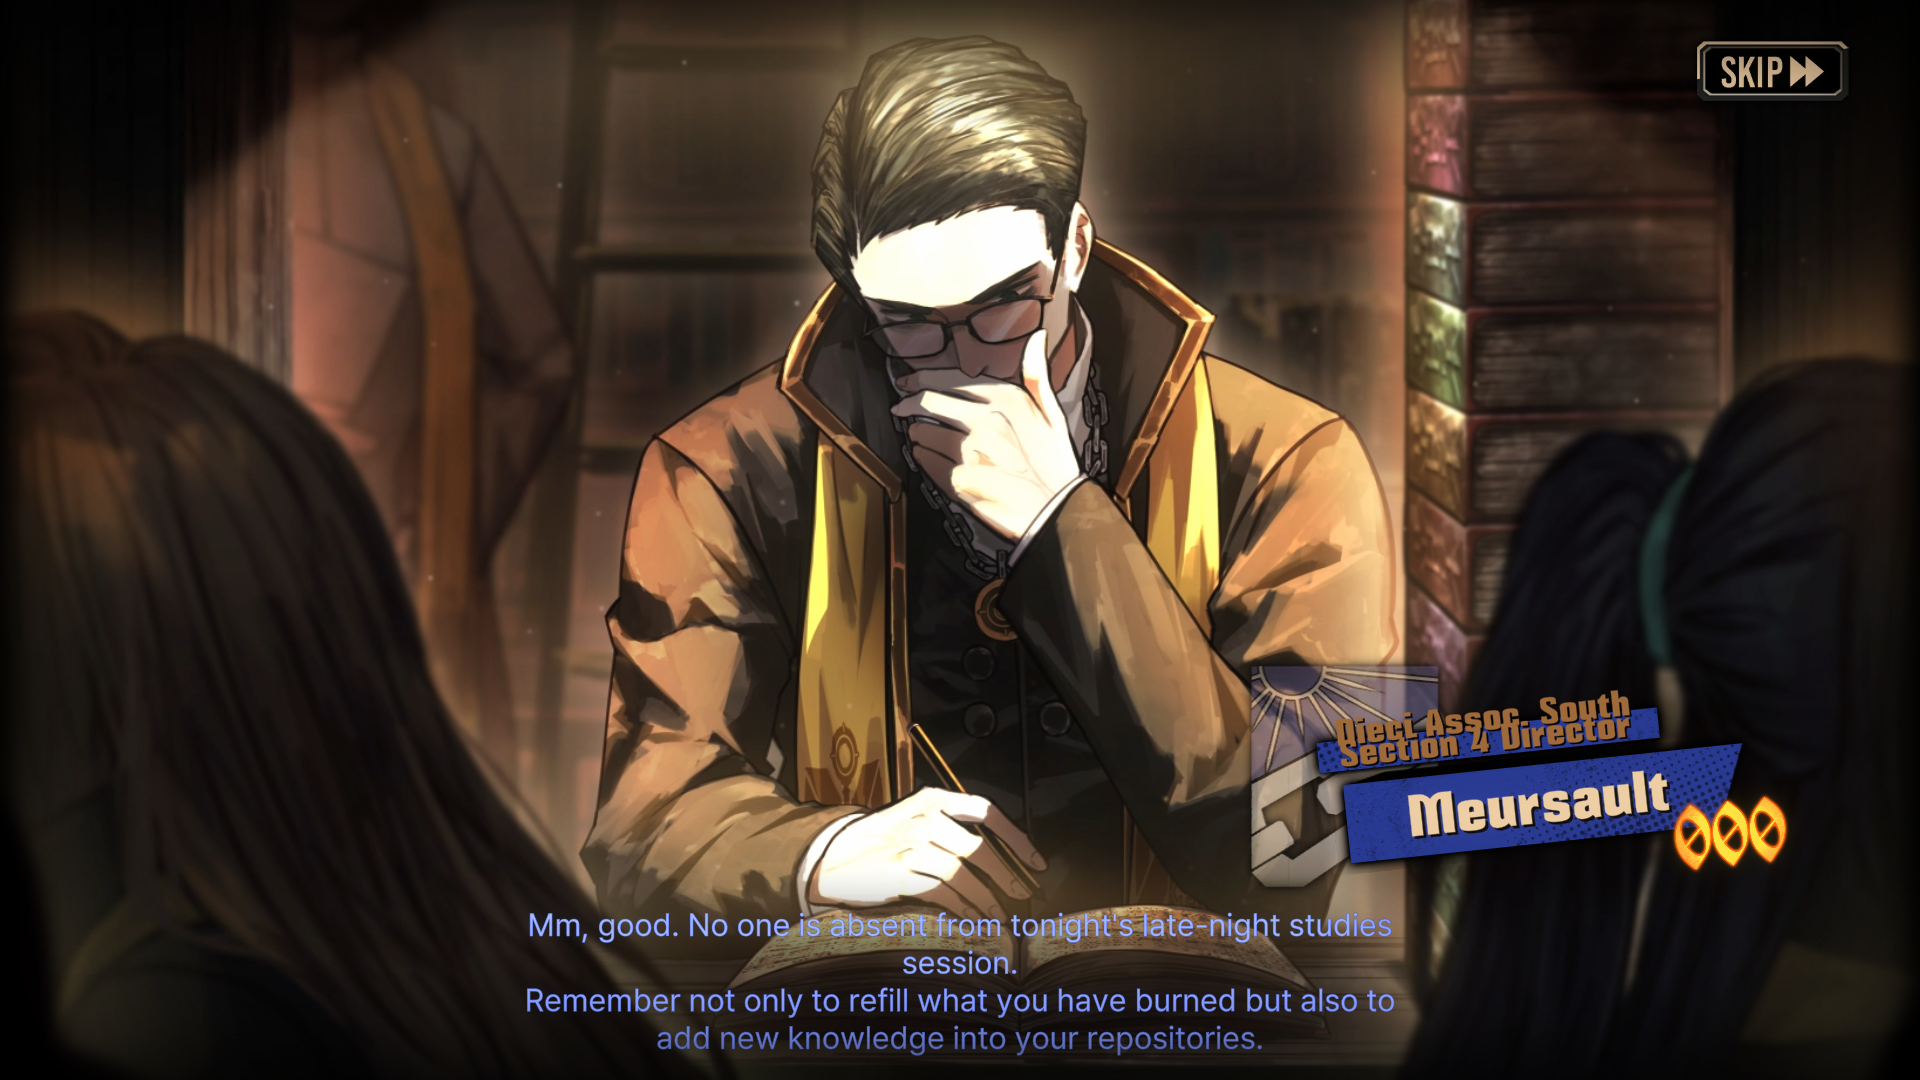 SKIP
Dieci Assoc. South
Section 4 Director
Meursault
000
Mm, good. No one is absent from tonight's late-night studies
session.
Remember not only to refill what you have burned but also to
add new knowledge into your repositories.